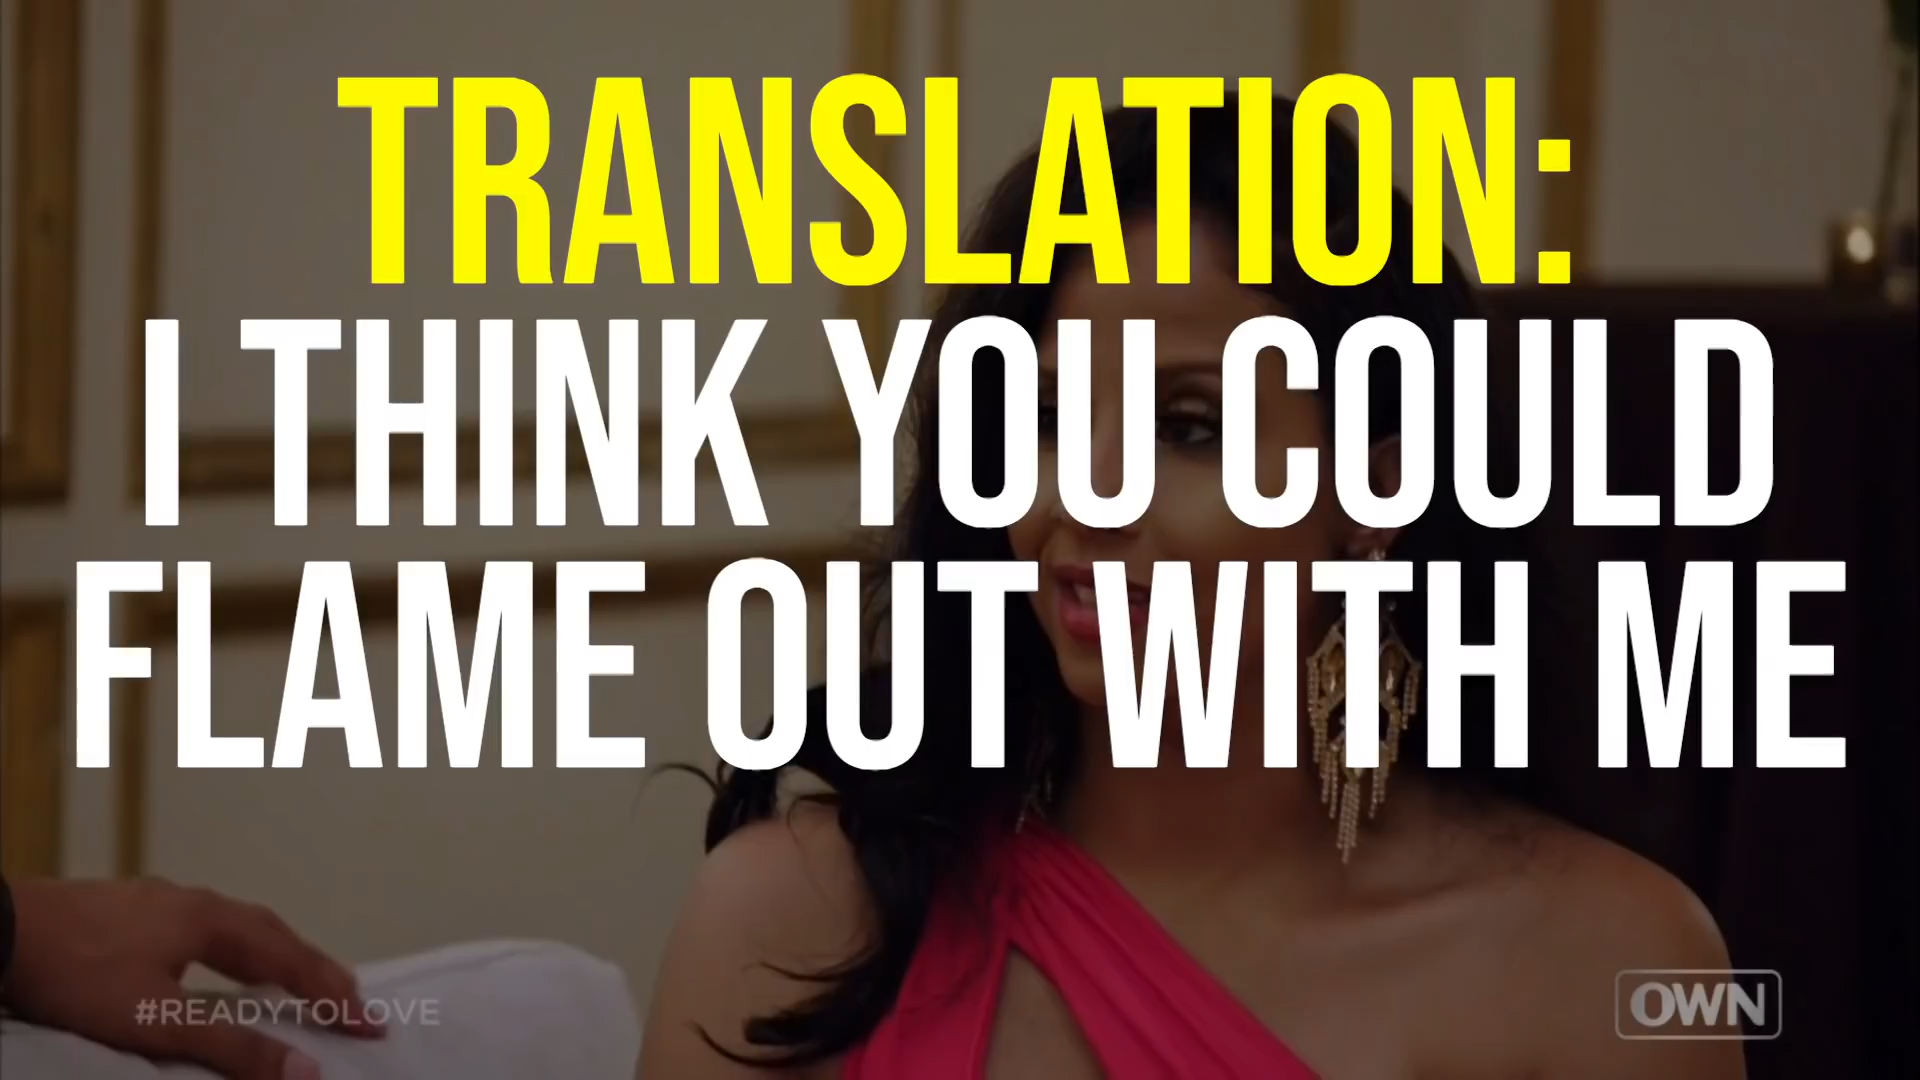 TRANSLATION:
I THINK YOU COULD
FLAME OUT WITH ME
#READYTOLOVE
OWN